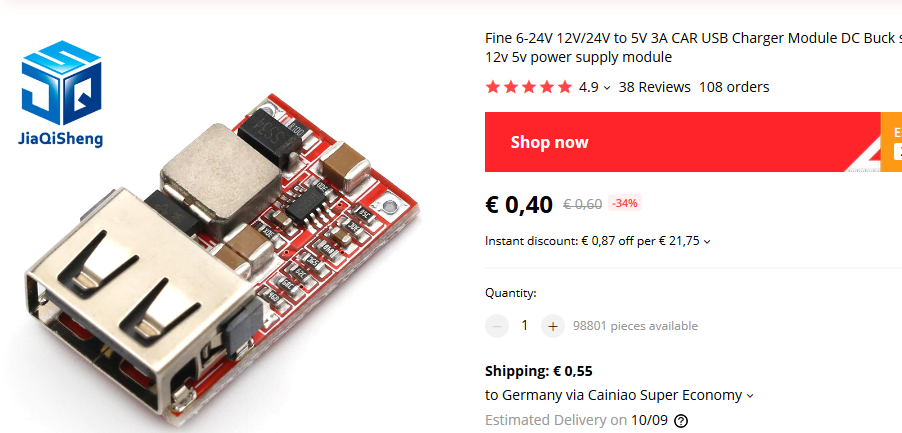 JiaQiSheng
Fine 6-24V 12V/24V to 5V 3A CAR USB Charger Module DC Buck
12v 5v power supply module
4.9 38 Reviews 108 orders
Shop now
€ 0,40 € 0,60 -34%
Instant discount: € 0,87 off per € 21,75
Quantity:
− 1 + 98801 pieces available
Shipping: € 0,55
to Germany via Cainiao Super Economy
Estimated Delivery on 10/09 ?